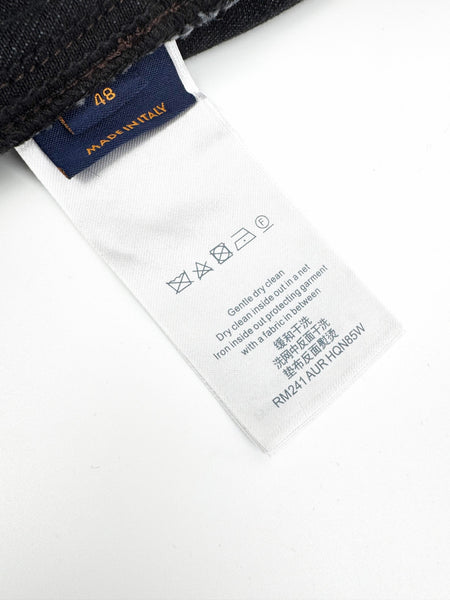 48
MADE IN ITALY
F
Gentle dry clean
Dry clean inside out in a net
Iron inside out protecting garment
with a fabric in between
缓和干洗
洗网中反面干洗
垫布反面熨烫
RM241 AUR HQN85W